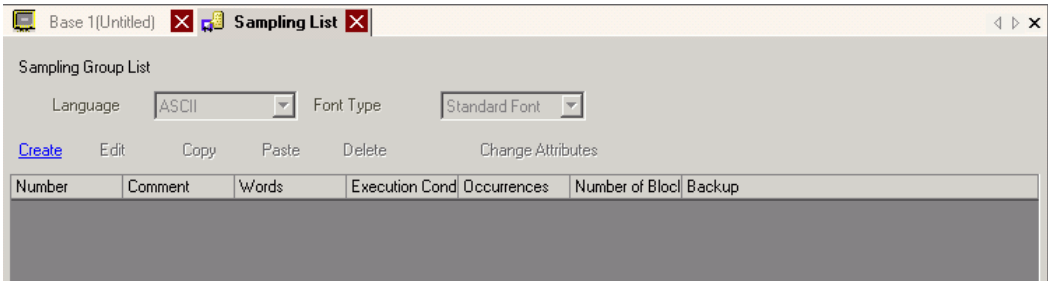 Base 1(Untitled) Sampling List
Sampling Group List
Language ASCII Font Type Standard Font
Create Edit Copy Paste Delete Change Attributes
Number Comment Words Execution Cond Occurrences Number of Blocl Backup